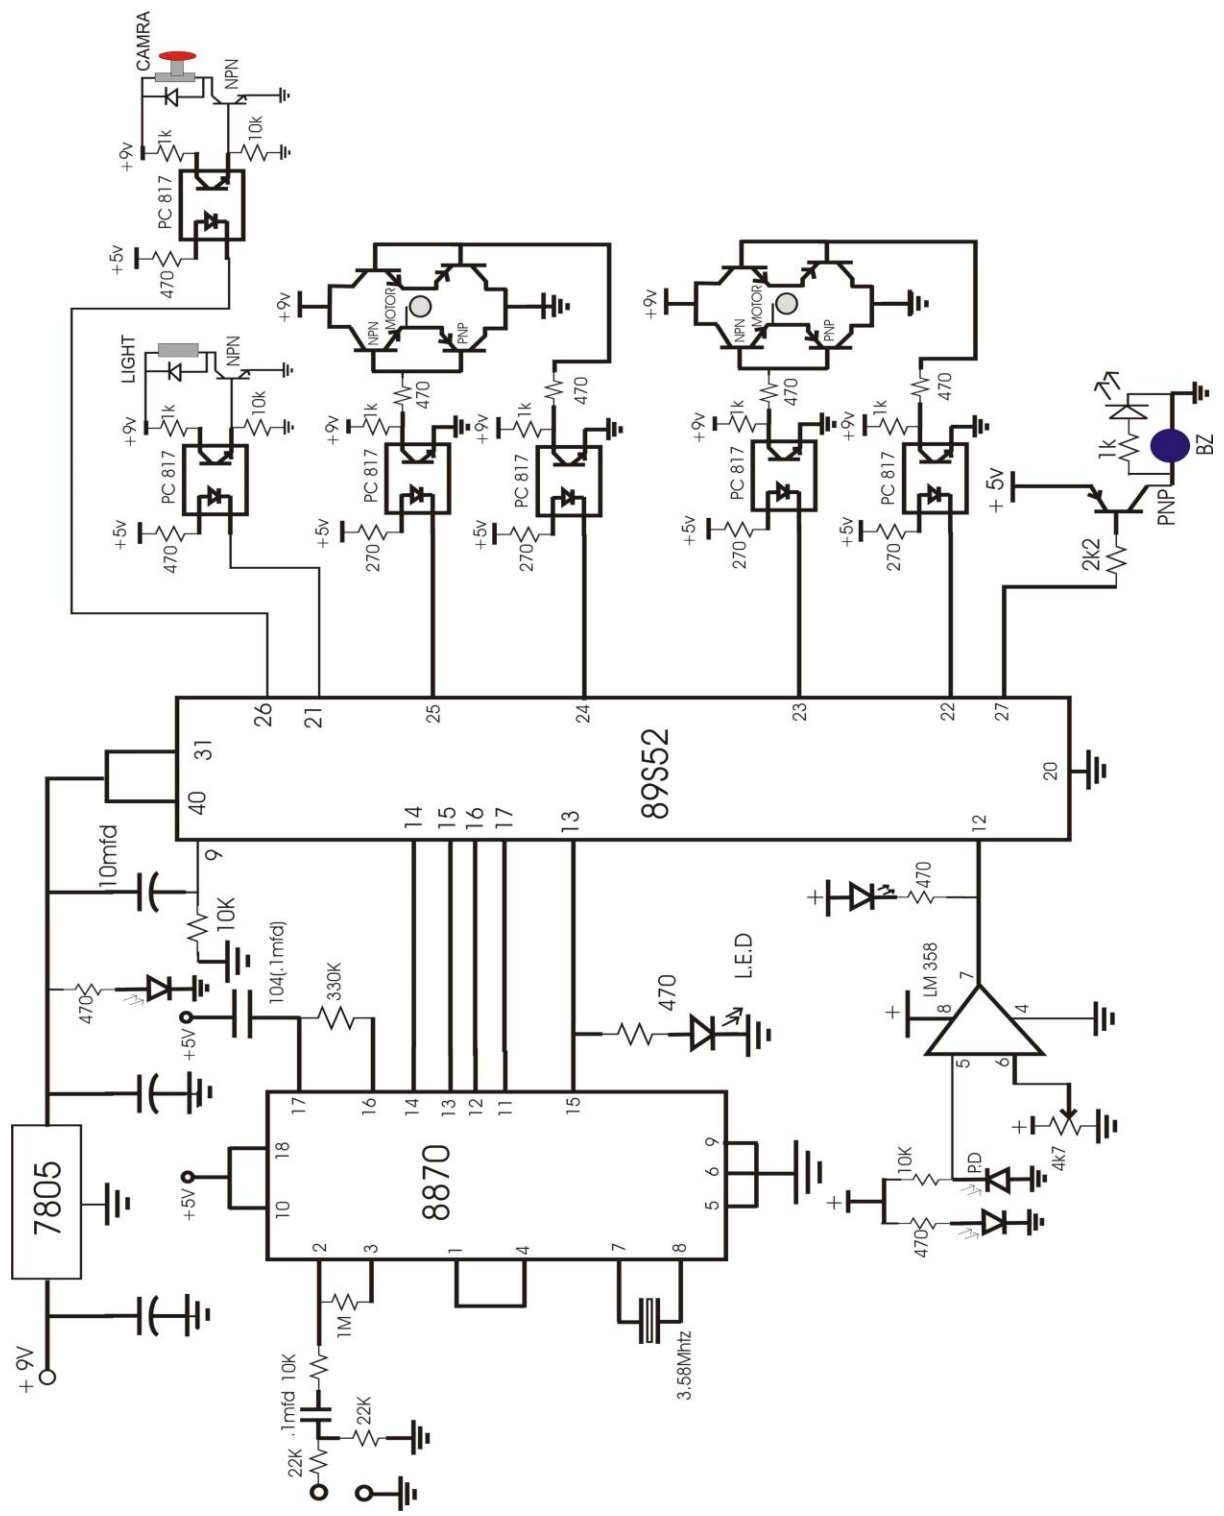 CAMRA
NPN
+9v
1k
10k
PC 817
+5v
470
LIGHT
NPN
+9v
1k
10k
PC 817
+5v
470
+9v
NPN
MOTOR
PNP
470
+9v
1k
PC 817
+5v
270
470
+9v
1k
PC 817
+5v
270
+9v
NPN
MOTOR
PNP
470
+9v
1k
PC 817
+5v
270
470
+9v
1k
PC 817
+5v
270
+ 5v
1k
BZ
PNP
2k2
26
21
25
24
23
22
27
31
40
89S52
20
9
14
15
16
17
13
12
10mfd
10K
470
104(.1mfd)
+5V
330K
470
L.E.D
+
470
LM 358
+
8
7
4
5
6
+
4k7
+
10K
P.D
470
7805
+ 9V
+5V
17
16
14
13
12
11
15
18
10
8870
9
6
5
2
3
1
4
7
8
1M
3.58Mhtz
.1mfd 10K
22K
22K